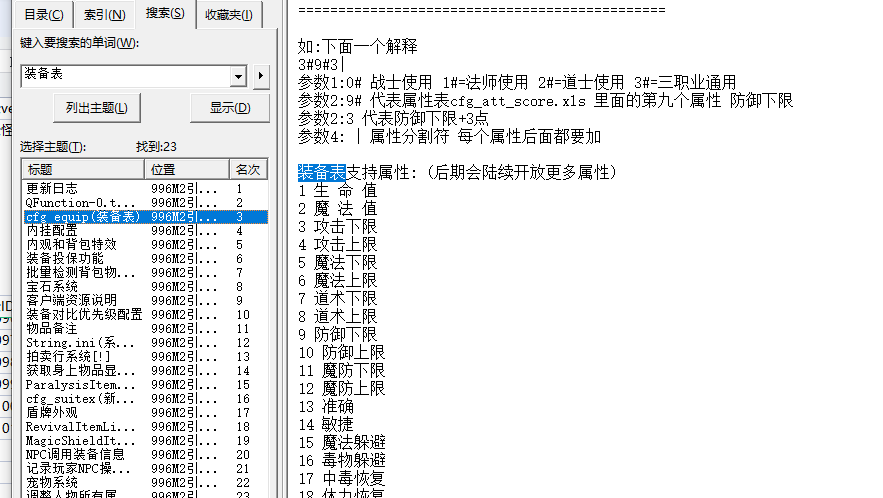 目录(C) 索引(N) 搜索(S) 收藏夹(I)
键入要搜索的单词(W):
装备表
列出主题(L) 显示(D)
选择主题(T): 找到:23
标题 位置 名次
更新日志 996M2引... 1
QFunction-0.t... 996M2引... 2
cfg_equip(装备表) 996M2引... 3
内挂配置 996M2引... 4
内观和背包特效 996M2引... 5
装备投保功能 996M2引... 6
批量检测背包物... 996M2引... 7
宝石系统 996M2引... 8
客户端资源说明 996M2引... 9
装备对比优先级配置 996M2引... 10
物品备注 996M2引... 11
String.ini(系... 996M2引... 12
拍卖行系统[!] 996M2引... 13
获取身上物品显... 996M2引... 14
ParalysisItem... 996M2引... 15
cfg_suitex(新... 996M2引... 16
盾牌外观 996M2引... 17
RevivalItemLi... 996M2引... 18
MagicShieldIt... 996M2引... 19
NPC调用装备信息 996M2引... 20
记录玩家NPC操... 996M2引... 21
宠物系统 996M2引... 22
调整人物所有属... 996M2引... 23
==============================================
如:下面一个解释
3#9#3|
参数1:0# 战士使用 1#=法师使用 2#=道士使用 3#=三职业通用
参数2:9# 代表属性表cfg_att_score.xls 里面的第九个属性 防御下限
参数2:3 代表防御下限+3点
参数4: | 属性分割符 每个属性后面都要加
装备表支持属性:（后期会陆续开放更多属性）
1 生 命 值
2 魔 法 值
3 攻击下限
4 攻击上限
5 魔法下限
6 魔法上限
7 道术下限
8 道术上限
9 防御下限
10 防御上限
11 魔防下限
12 魔防上限
13 准确
14 敏捷
15 魔法躲避
16 毒物躲避
17 中毒恢复
18 体力恢复